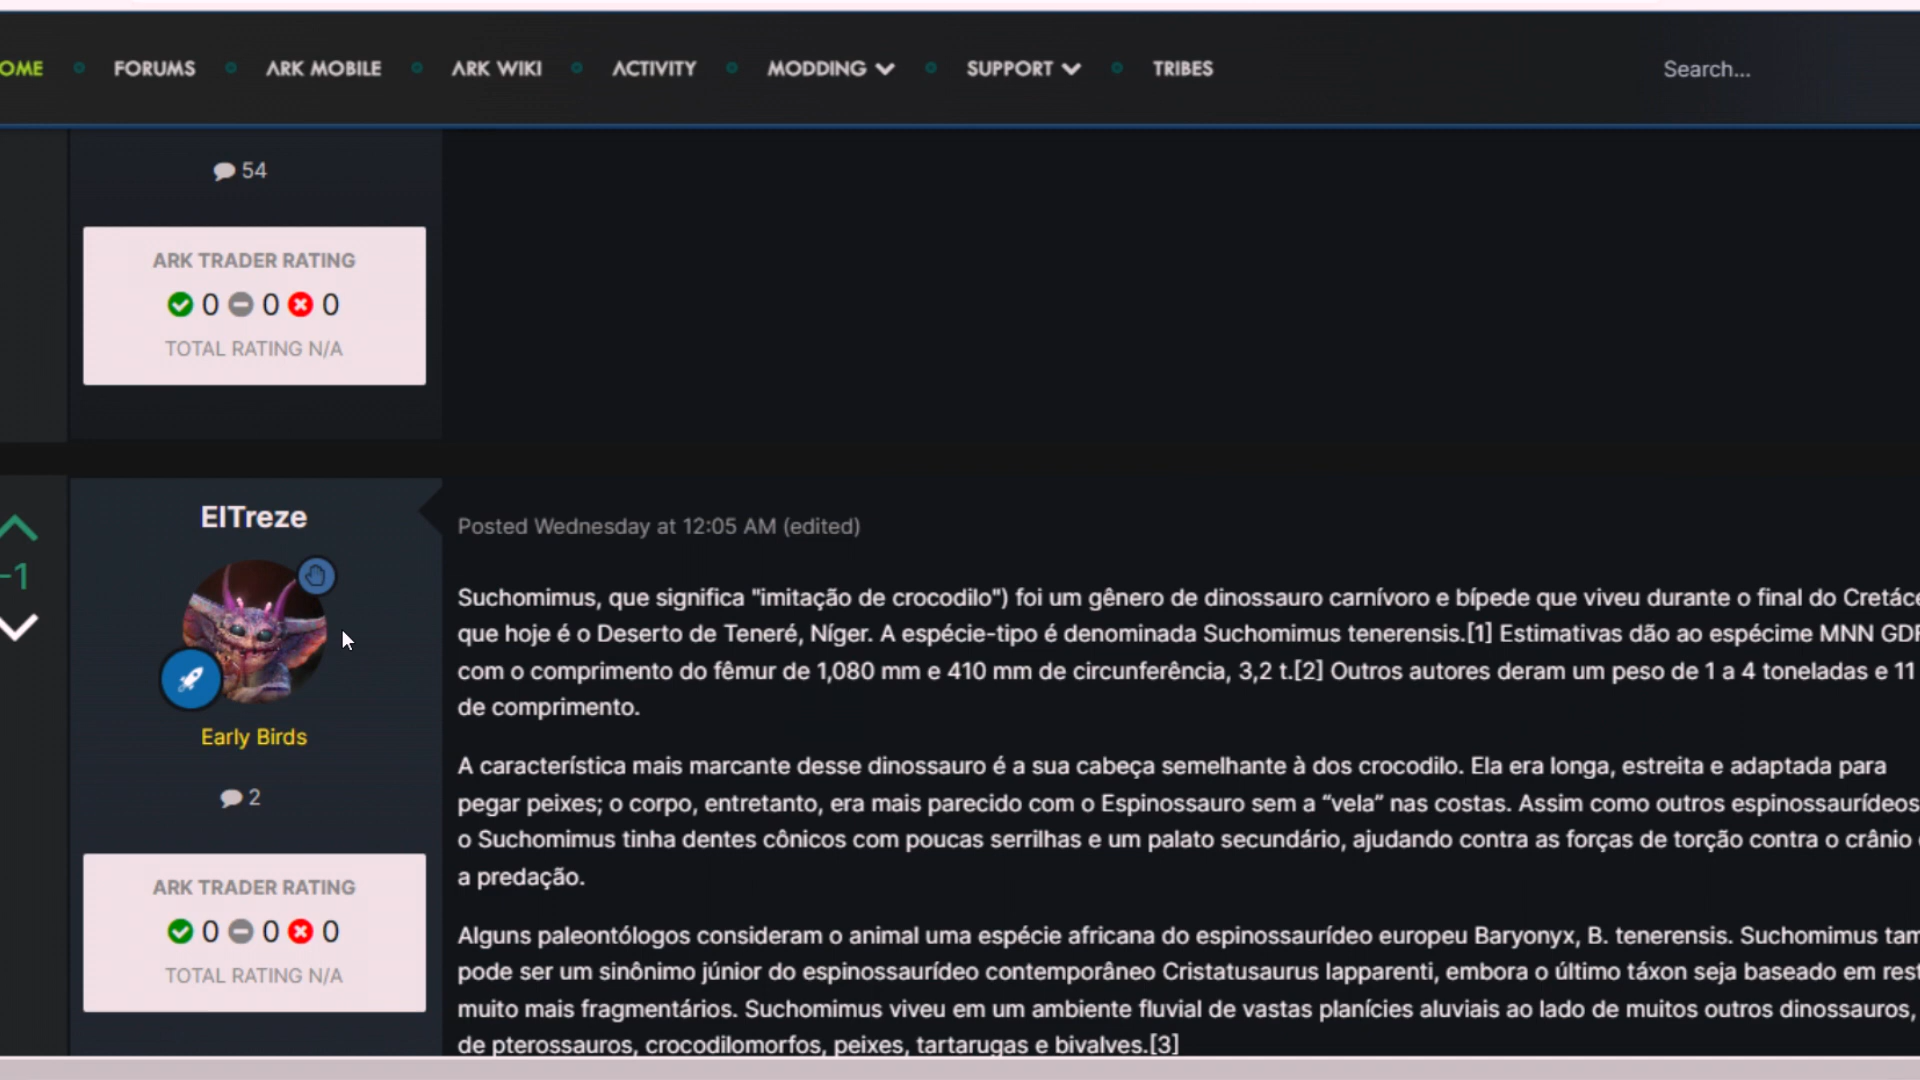 OME FORUMS ARK MOBILE ARK WIKI ACTIVITY MODDING SUPPORT TRIBES Search...
54
ARK TRADER RATING
0 0 0
TOTAL RATING N/A
ElTreze
Posted Wednesday at 12:05 AM (edited)
-1
Early Birds
2
ARK TRADER RATING
0 0 0
TOTAL RATING N/A
Suchomimus, que significa "imitação de crocodilo") foi um gênero de dinossauro carnívoro e bípede que viveu durante o final do Cretáce
que hoje é o Deserto de Teneré, Níger. A espécie-tipo é denominada Suchomimus tenerensis.[1] Estimativas dão ao espécime MNN
com o comprimento do fêmur de 1,080 mm e 410 mm de circunferência, 3,2 t.[2] Outros autores deram um peso de 1 a 4 toneladas e 11
de comprimento.
A característica mais marcante desse dinossauro é a sua cabeça semelhante à dos crocodilo. Ela era longa, estreita e adaptada para
pegar peixes; o corpo, entretanto, era mais parecido com o Espinossauro sem a “vela” nas costas. Assim como outros espinossaurídeos
o Suchomimus tinha dentes cônicos com poucas serrilhas e um palato secundário, ajudando contra as forças de torção contra o crânio
a predação.
Alguns paleontólogos consideram o animal uma espécie africana do espinossaurídeo europeu Baryonyx, B. tenerensis. Suchomimus tam
pode ser um sinônimo júnior do espinossaurídeo contemporâneo Cristatusaurus lapparenti, embora o último táxon seja baseado em rest
muito mais fragmentários. Suchomimus viveu em um ambiente fluvial de vastas planícies aluviais ao lado de muitos outros dinossauros,
de pterossauros, crocodilomorfos, peixes, tartarugas e bivalves.[3]